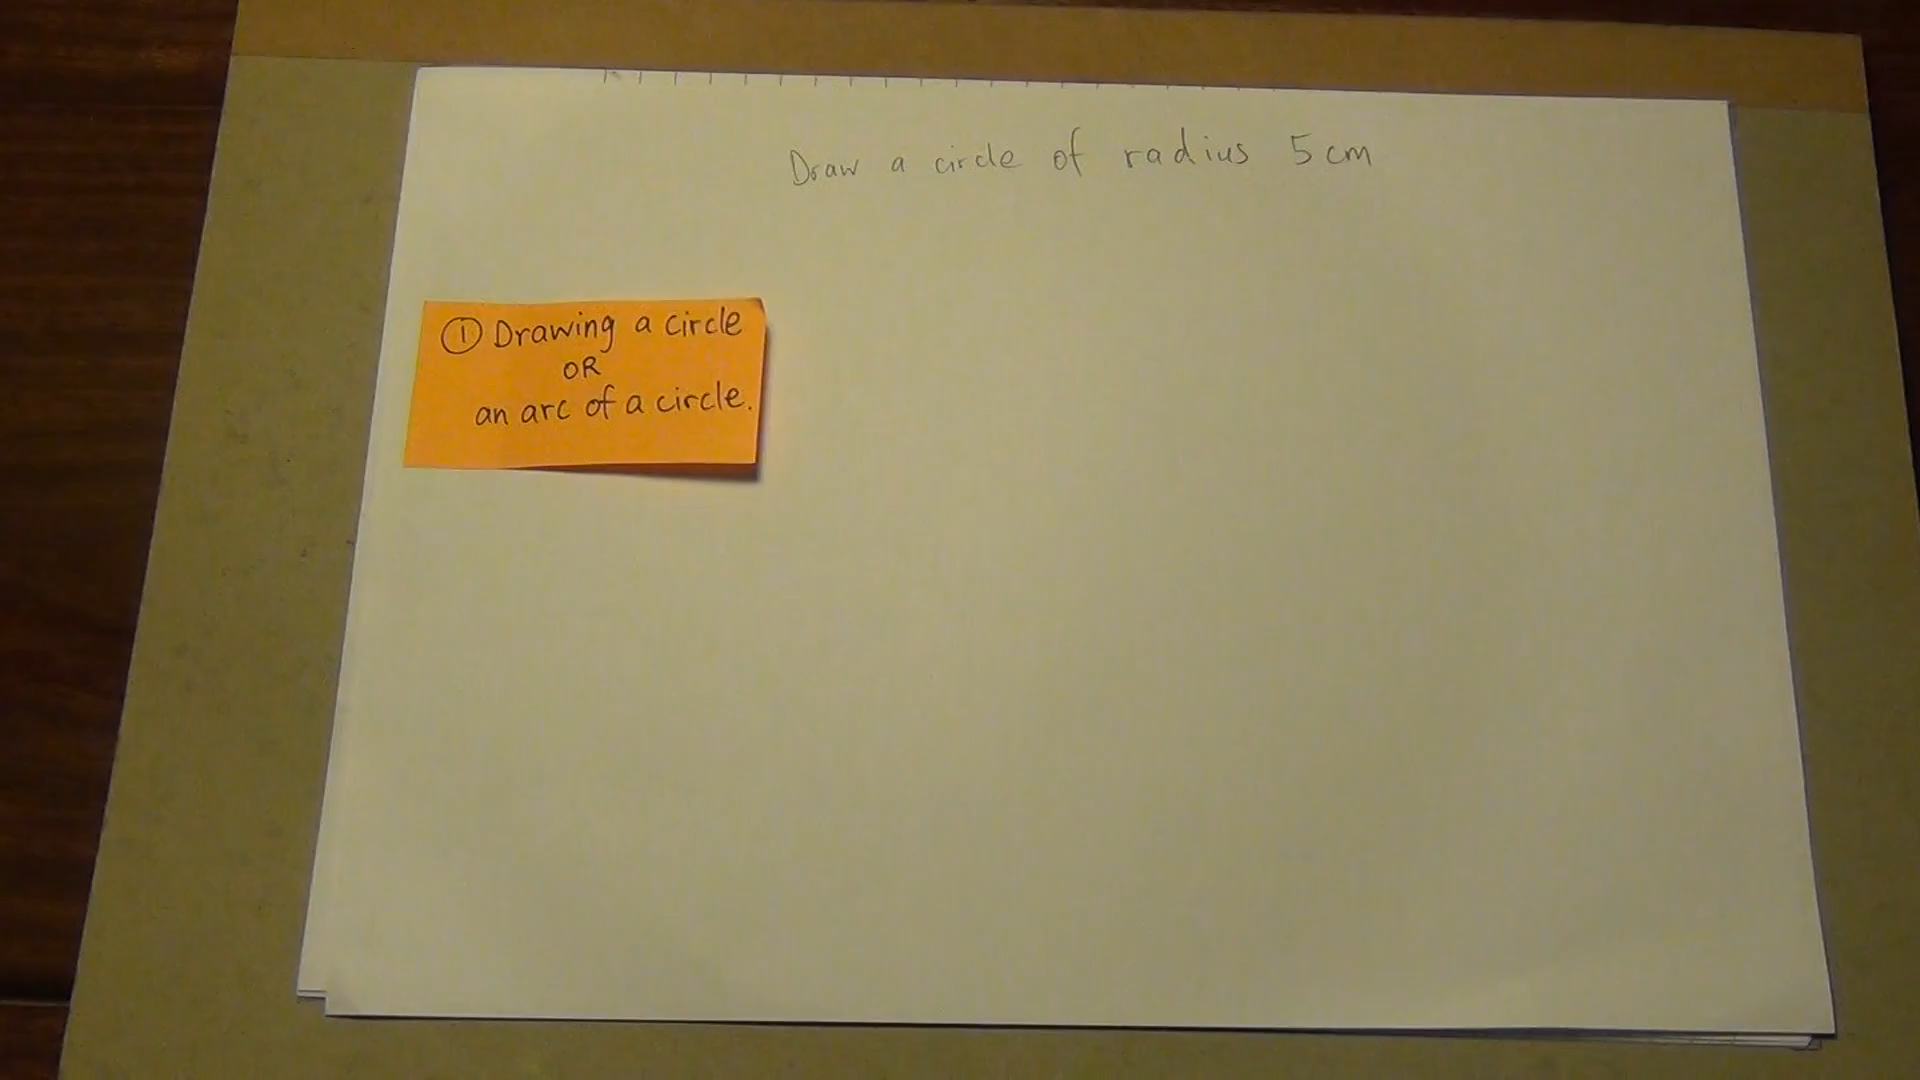 Draw a circle of radius 5 cm
① Drawing a circle
OR
an arc of a circle.